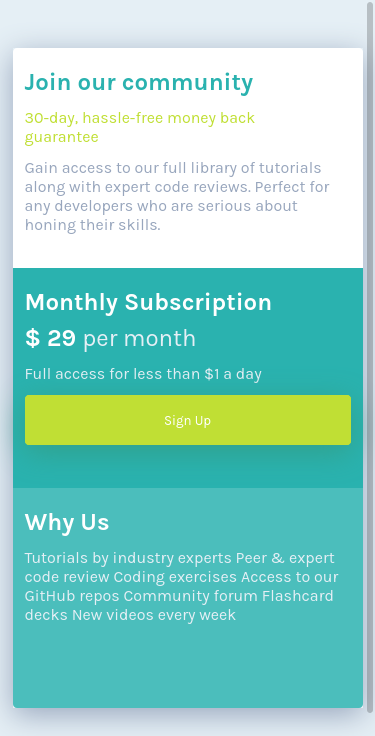 Join our community
30-day, hassle-free money back
guarantee
Gain access to our full library of tutorials
along with expert code reviews. Perfect for
any developers who are serious about
honing their skills.
Monthly Subscription
$ 29 per month
Full access for less than $1 a day
Sign Up
Why Us
Tutorials by industry experts Peer & expert
code review Coding exercises Access to our
GitHub repos Community forum Flashcard
decks New videos every week